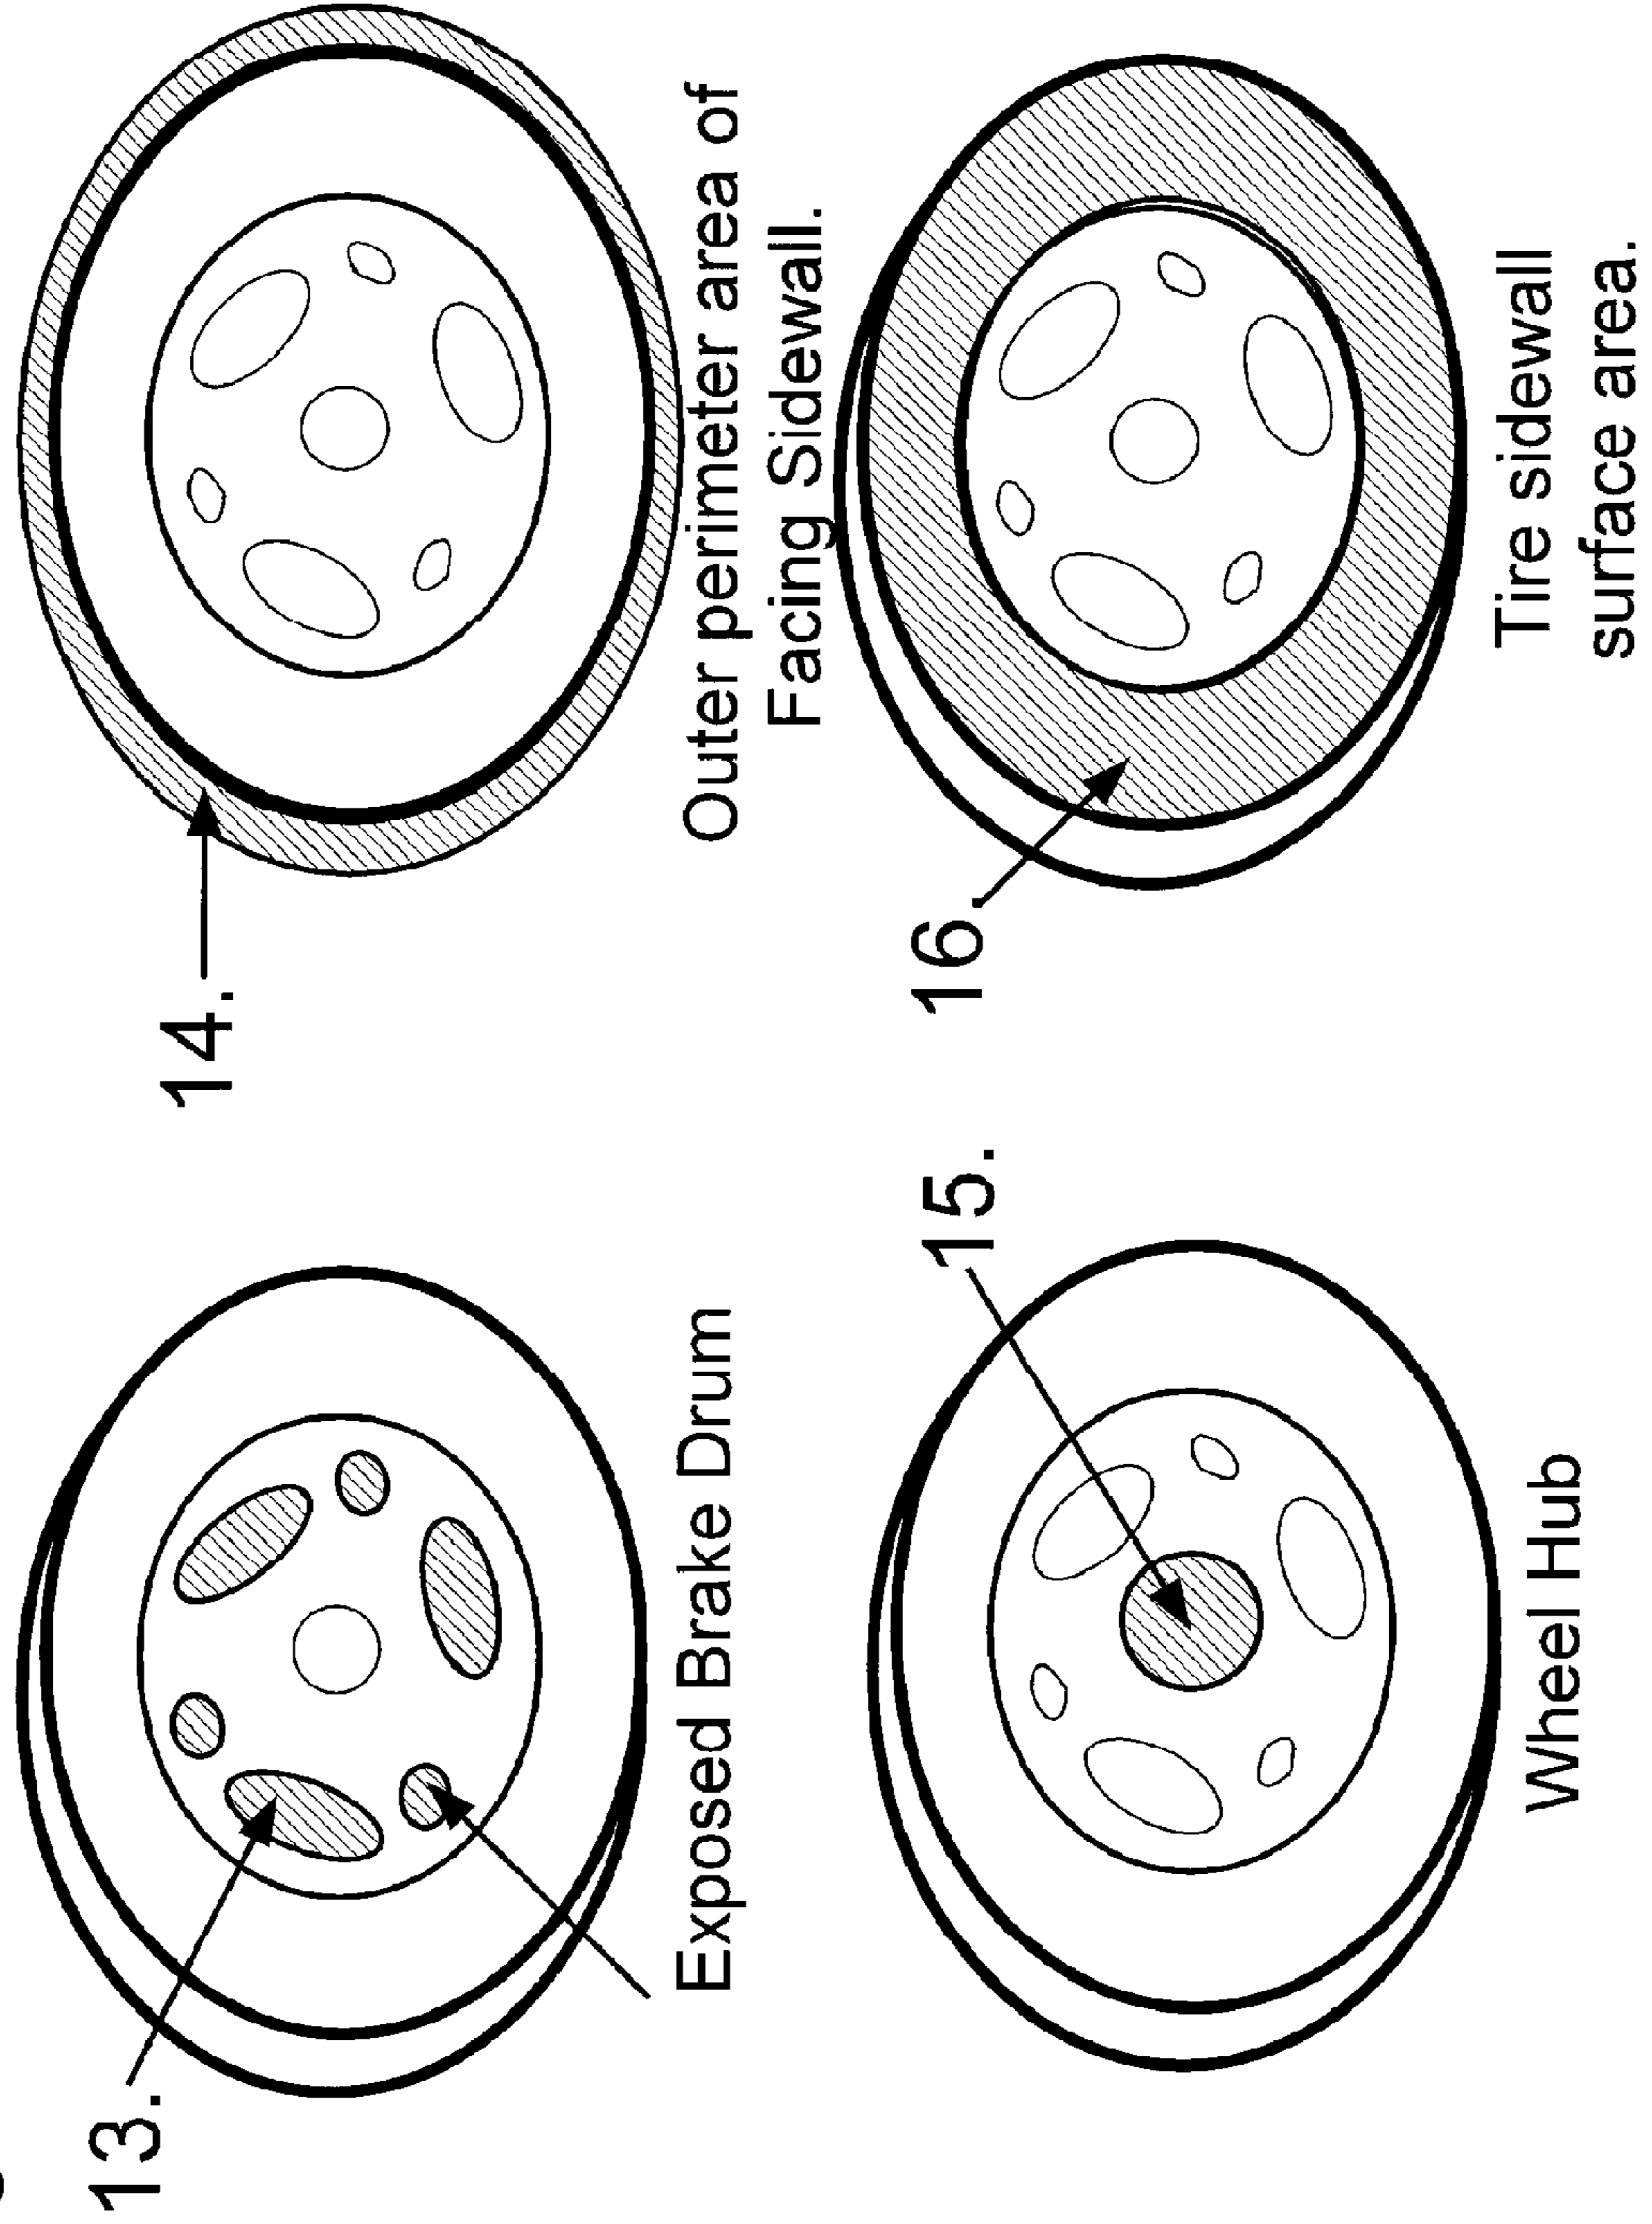 13.
Exposed Brake Drum
14.
Outer perimeter area of
Facing Sidewall.
15.
Wheel Hub
16.
Tire sidewall
surface area.